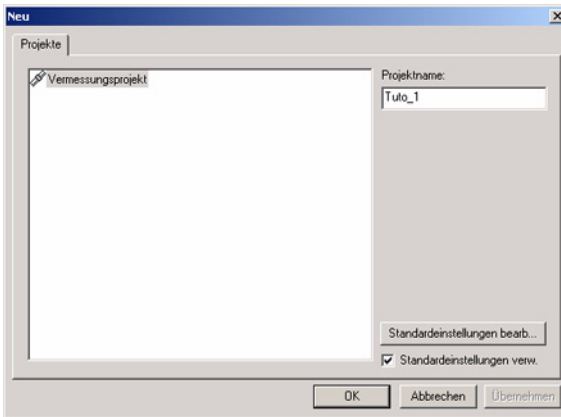 Neu
Projekte
Vermessungsprojekt
Projektname:
Tuto_1
Standardeinstellungen bearb...
Standardeinstellungen verw.
OK
Abbrechen
Übernehmen